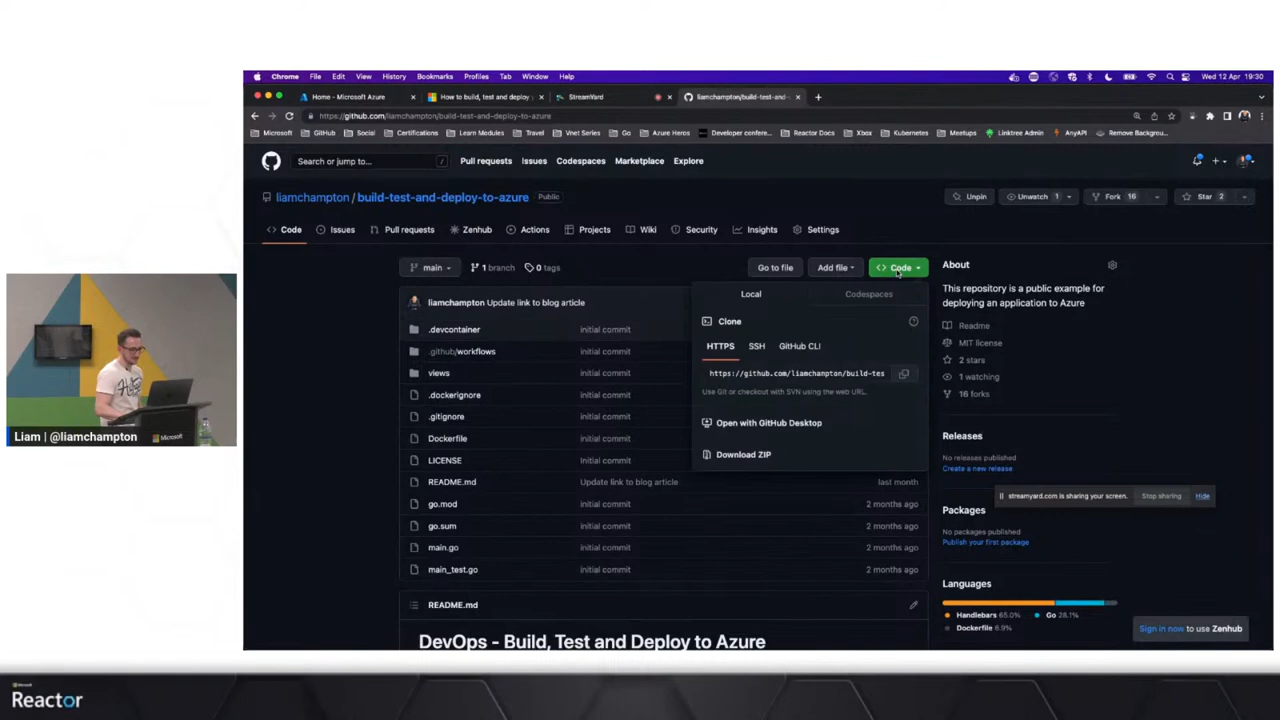 Chrome File Edit View History Bookmarks Profiles Tab Window Help Wed 12 Apr 19:30
Home - Microsoft Azure × How to build, test and deploy × StreamYard × liamchampton/build-test-and- × +
https://github.com/liamchampton/build-test-and-deploy-to-azure
Microsoft GitHub Social Certifications Learn Modules Travel Vnet Series Go Azure Heros Developer confere... Reactor Docs Xbox Kubernetes Meetups Linktree Admin AnyAPI Remove Backgrou...
Search or jump to... / Pull requests Issues Codespaces Marketplace Explore
liamchampton / build-test-and-deploy-to-azure Public Unpin Unwatch 1 Fork 16 Star 2
Code Issues Pull requests Zenhub Actions Projects Wiki Security Insights Settings
main 1 branch 0 tags Go to file Add file Code
About
This repository is a public example for
deploying an application to Azure
Readme
MIT license
2 stars
1 watching
16 forks
Releases
No releases published
Create a new release
Packages
No packages published
Publish your first package
Languages
Handlebars 65.0% Go 28.1%
Dockerfile 6.9%
Local Codespaces
Clone
HTTPS SSH GitHub CLI
https://github.com/liamchampton/build-tes
Use Git or checkout with SVN using the web URL.
Open with GitHub Desktop
Download ZIP
liamchampton Update link to blog article
.devcontainer initial commit
.github/workflows initial commit
views initial commit
.dockerignore initial commit
.gitignore initial commit
Dockerfile initial commit
LICENSE initial commit
README.md Update link to blog article last month
go.mod initial commit 2 months ago
go.sum initial commit 2 months ago
main.go initial commit 2 months ago
main_test.go initial commit 2 months ago
README.md
DevOps - Build, Test and Deploy to Azure
streamyard.com is sharing your screen. Stop sharing Hide
Sign in now to use Zenhub
Liam | @liamchampton
Microsoft
Microsoft
Reactor